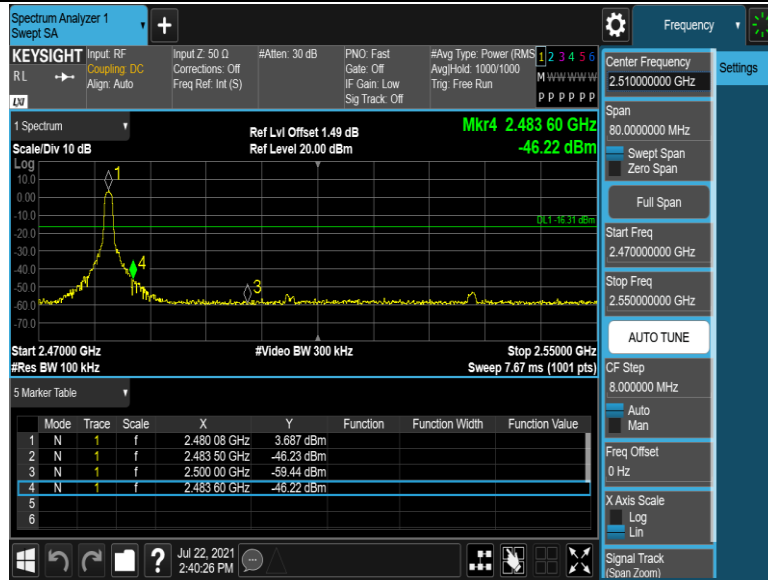 Spectrum Analyzer 1
Swept SA
+
Frequency
KEYSIGHT
RL
LXI
Input: RF
Coupling: DC
Align: Auto
Input Z: 50 Ω
Corrections: Off
Freq Ref: Int (S)
#Atten: 30 dB
PNO: Fast
Gate: Off
IF Gain: Low
Sig Track: Off
#Avg Type: Power (RMS
Avg|Hold: 1000/1000
Trig: Free Run
1 2 3 4 5 6
M W W W W W
P P P P P P
1 Spectrum
Scale/Div 10 dB
Ref Lvl Offset 1.49 dB
Ref Level 20.00 dBm
Mkr4 2.483 60 GHz
-46.22 dBm
Log
10.0
0.00
-10.0
-20.0
-30.0
-40.0
-50.0
-60.0
-70.0
1
4
3
DL1 -16.31 dBm
Start 2.47000 GHz
#Res BW 100 kHz
#Video BW 300 kHz
Stop 2.55000 GHz
Sweep 7.67 ms (1001 pts)
5 Marker Table
Mode Trace Scale X Y Function Function Width Function Value
1 N 1 f 2.480 08 GHz 3.687 dBm
2 N 1 f 2.483 50 GHz -46.23 dBm
3 N 1 f 2.500 00 GHz -59.44 dBm
4 N 1 f 2.483 60 GHz -46.22 dBm
5
6
?
Jul 22, 2021
2:40:26 PM
Center Frequency
2.510000000 GHz
Settings
Span
80.0000000 MHz
Swept Span
Zero Span
Full Span
Start Freq
2.470000000 GHz
Stop Freq
2.550000000 GHz
AUTO TUNE
CF Step
8.000000 MHz
Auto
Man
Freq Offset
0 Hz
X Axis Scale
Log
Lin
Signal Track
(Span Zoom)